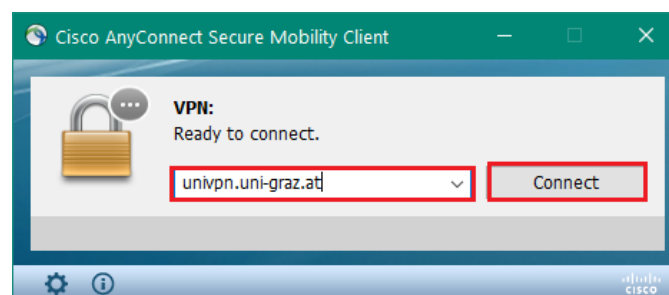 Cisco AnyConnect Secure Mobility Client
VPN:
Ready to connect.
univpn.uni-graz.at
Connect
CISCO